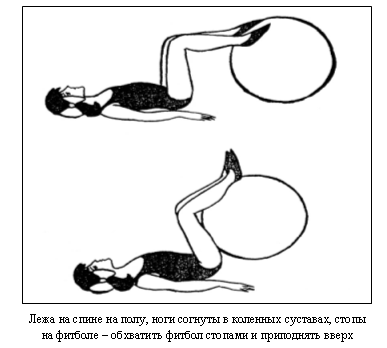 Лежа на спине на полу, ноги согнуты в коленных суставах, стопы
на фитболе – обхватить фитбол стопами и приподнять вверх